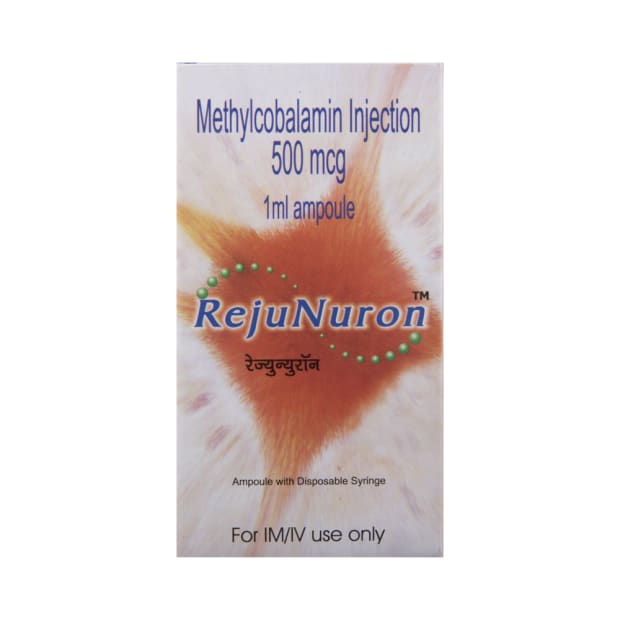 Methylcobalamin Injection
500 mcg
1ml ampoule
RejuNuron™
रेज्युन्युरॉन
Ampoule with Disposable Syringe
For IM/IV use only